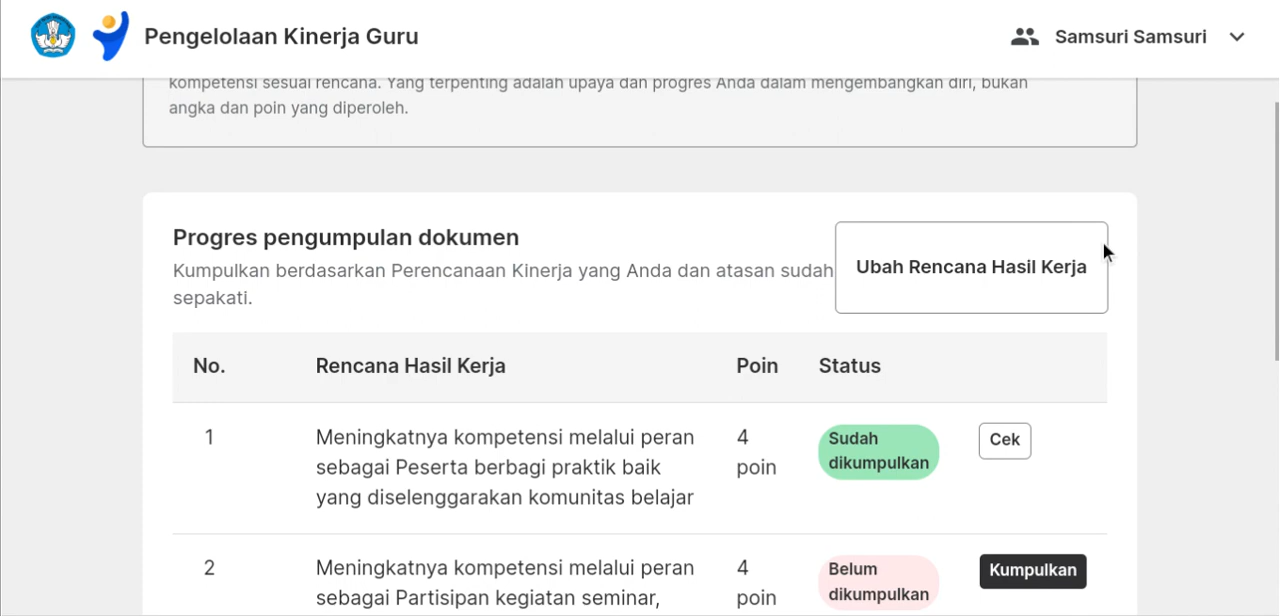 Pengelolaan Kinerja Guru
Samsuri Samsuri
kompetensi sesuai rencana. Yang terpenting adalah upaya dan progres Anda dalam mengembangkan diri, bukan
angka dan poin yang diperoleh.
Progres pengumpulan dokumen
Kumpulkan berdasarkan Perencanaan Kinerja yang Anda dan atasan sudah
sepakati.
Ubah Rencana Hasil Kerja
No. Rencana Hasil Kerja Poin Status
1 Meningkatnya kompetensi melalui peran 4 Sudah Cek
sebagai Peserta berbagi praktik baik poin dikumpulkan
yang diselenggarakan komunitas belajar
2 Meningkatnya kompetensi melalui peran 4 Belum Kumpulkan
sebagai Partisipan kegiatan seminar, poin dikumpulkan